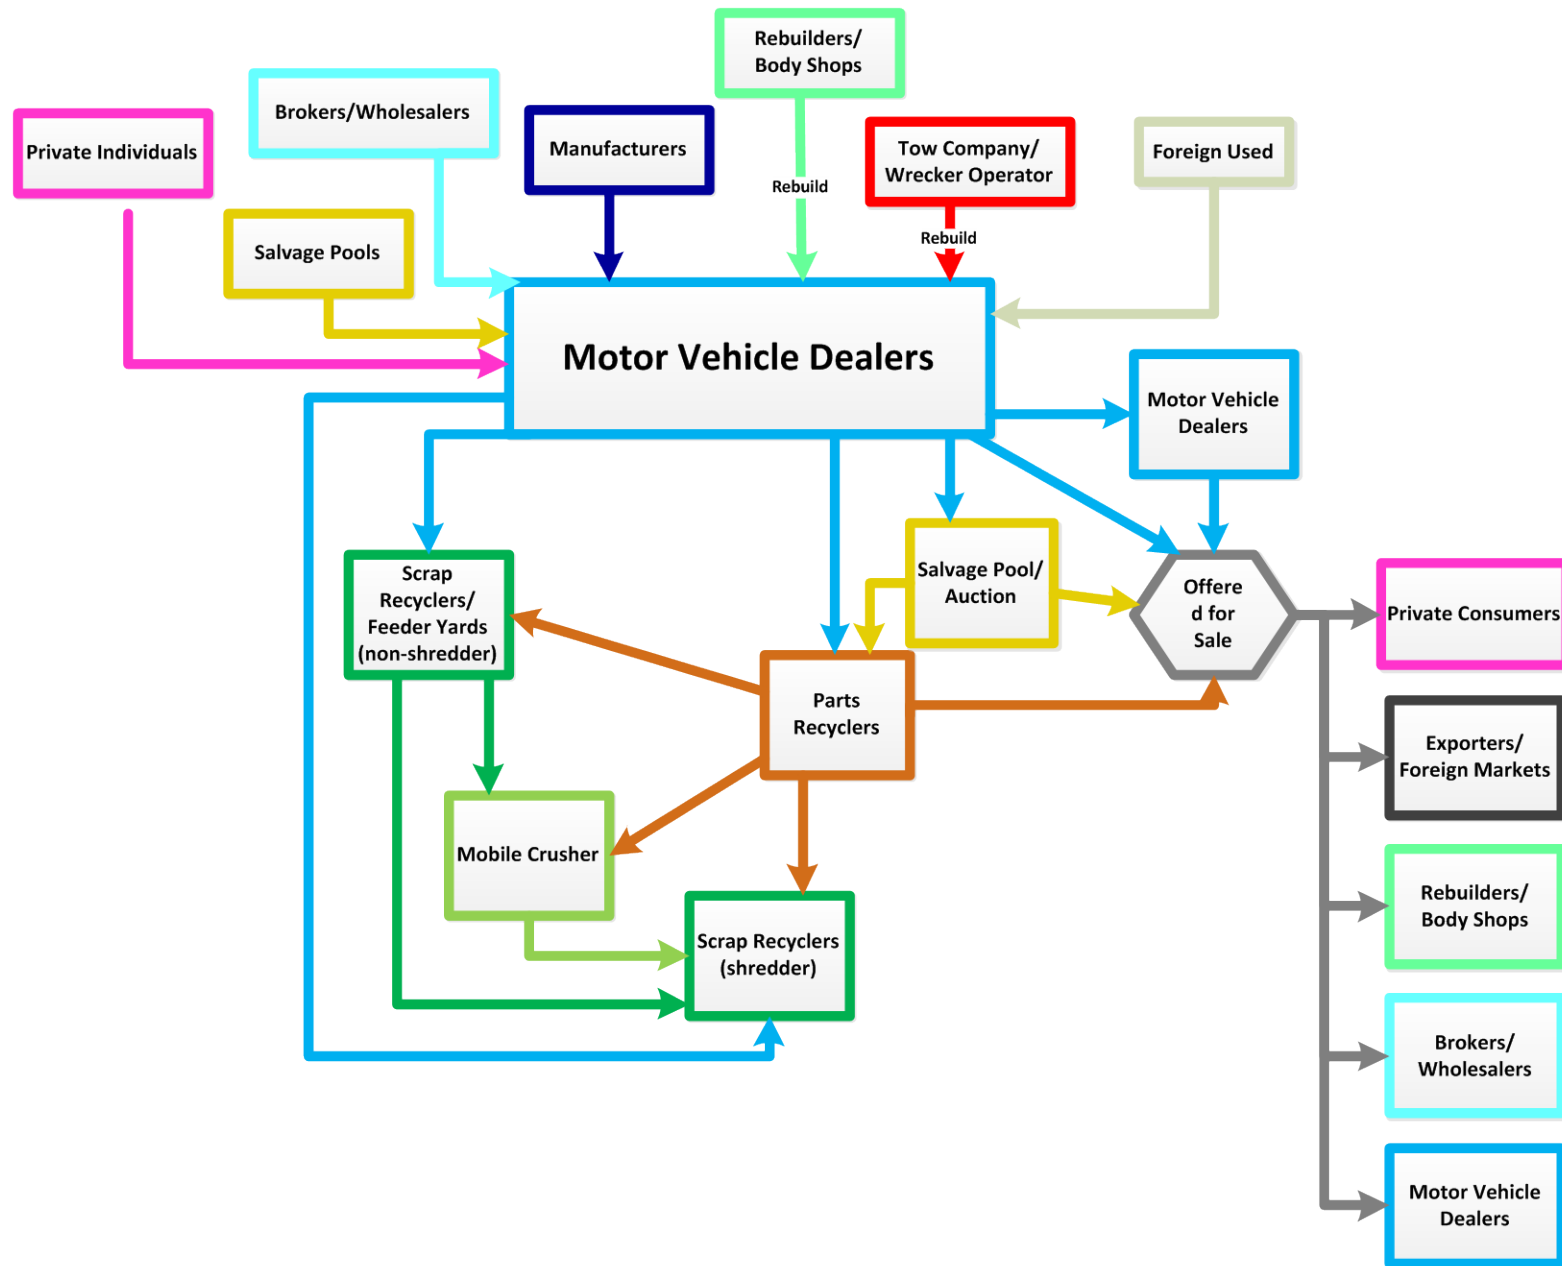 Rebuilders/
Body Shops
Brokers/Wholesalers
Private Individuals
Manufacturers
Tow Company/
Wrecker Operator
Foreign Used
Rebuild
Rebuild
Salvage Pools
Motor Vehicle Dealers
Motor Vehicle
Dealers
Scrap
Recyclers/
Feeder Yards
(non-shredder)
Salvage Pool/
Auction
Offere
d for
Sale
Private Consumers
Parts
Recyclers
Exporters/
Foreign Markets
Mobile Crusher
Rebuilders/
Body Shops
Scrap Recyclers
(shredder)
Brokers/
Wholesalers
Motor Vehicle
Dealers